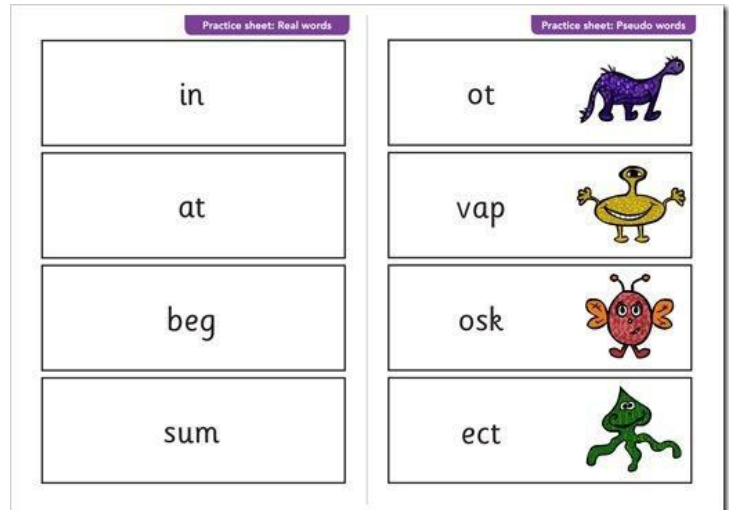 Practice sheet: Real words
in
at
beg
sum
Practice sheet: Pseudo words
ot
vap
osk
ect